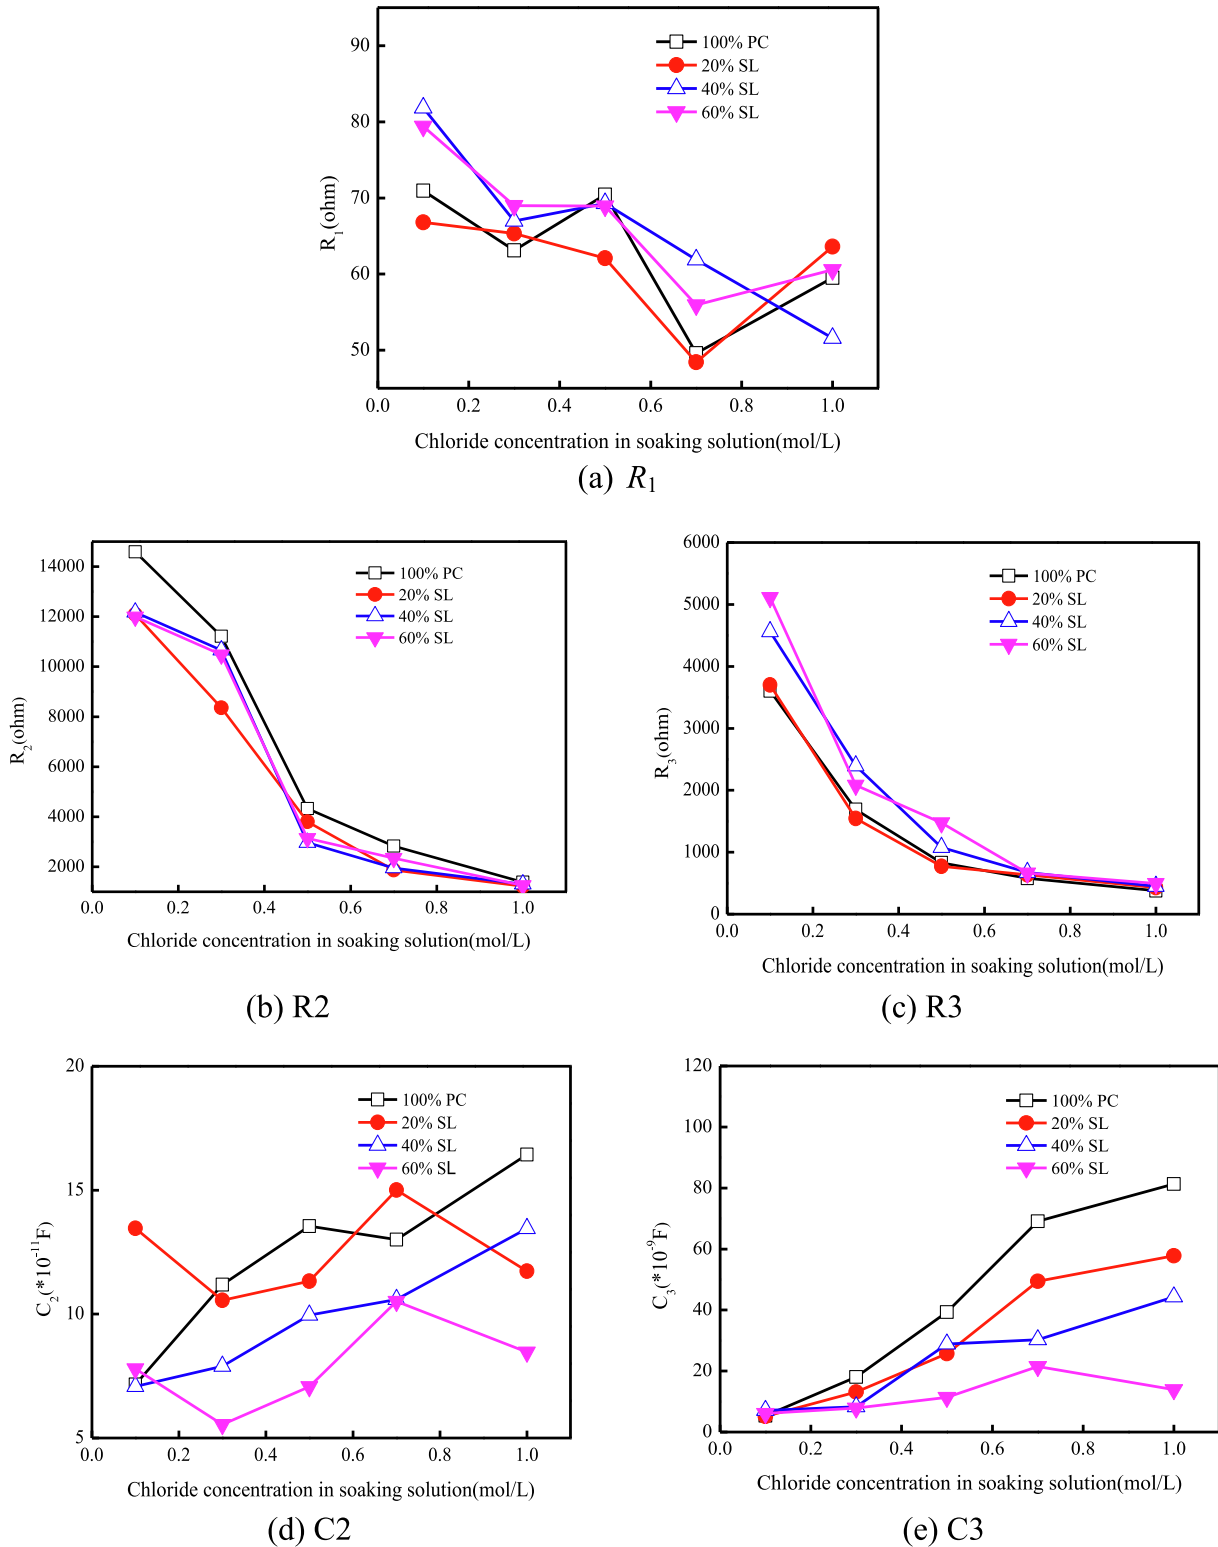 90
80
70
60
50
R1(ohm)
100% PC
20% SL
40% SL
60% SL
0.0 0.2 0.4 0.6 0.8 1.0
Chloride concentration in soaking solution(mol/L)
(a) R1
14000
12000
10000
8000
6000
4000
2000
R2(ohm)
100% PC
20% SL
40% SL
60% SL
0.0 0.2 0.4 0.6 0.8 1.0
Chloride concentration in soaking solution(mol/L)
(b) R2
6000
5000
4000
3000
2000
1000
0
R3(ohm)
100% PC
20% SL
40% SL
60% SL
0.0 0.2 0.4 0.6 0.8 1.0
Chloride concentration in soaking solution(mol/L)
(c) R3
20
15
10
5
C2(*10-11F)
100% PC
20% SL
40% SL
60% SL
0.0 0.2 0.4 0.6 0.8 1.0
Chloride concentration in soaking solution(mol/L)
(d) C2
120
100
80
60
40
20
0
C3(*10-9F)
100% PC
20% SL
40% SL
60% SL
0.0 0.2 0.4 0.6 0.8 1.0
Chloride concentration in soaking solution(mol/L)
(e) C3